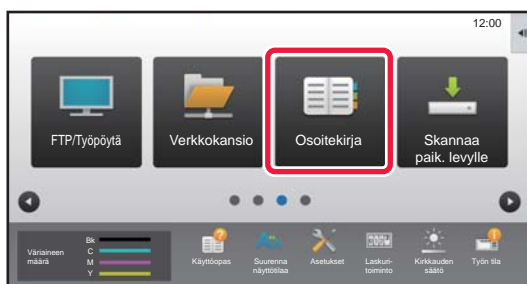 12:00
FTP/Työpöytä
Verkkokansio
Osoitekirja
Skannaa
paik. levylle
Väriaineen
määrä
Bk
C
M
Y
Käyttöopas
Suurenna
näyttötilaa
Asetukset
Laskuri-
toiminto
Kirkkauden
säätö
Työn tila